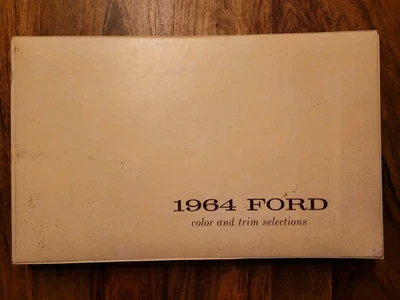 1964 FORD
color and trim selections